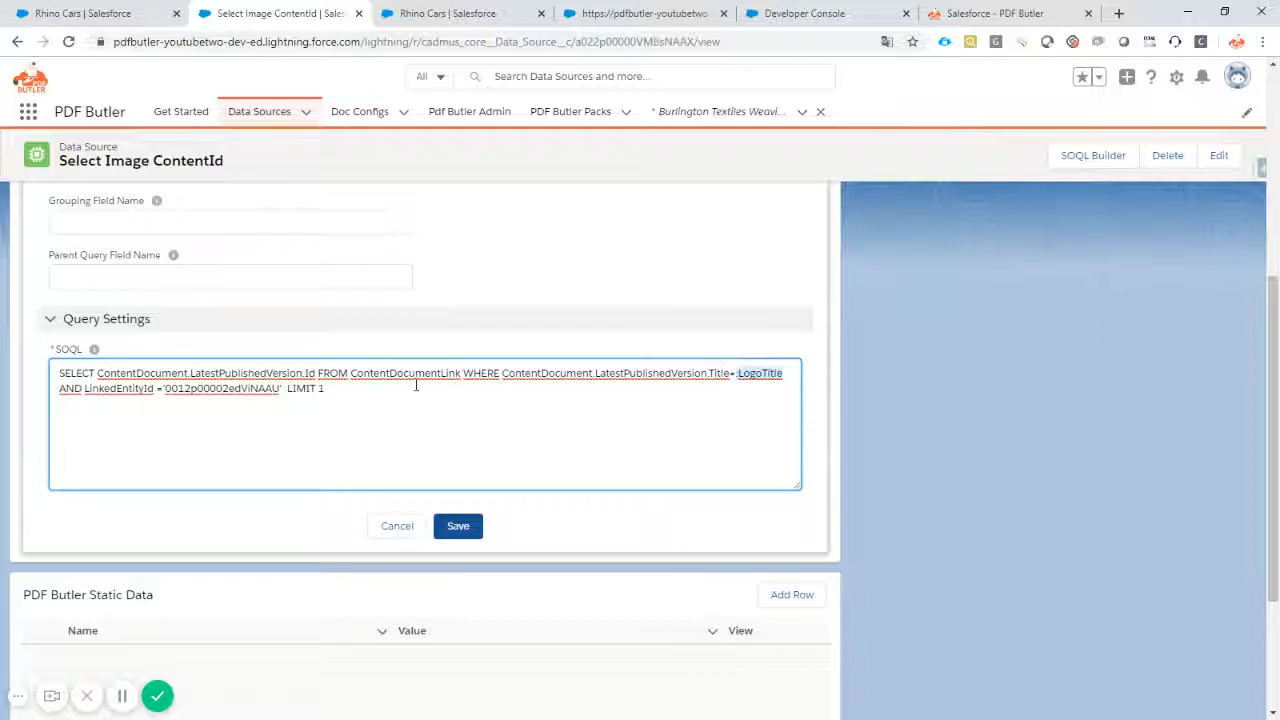 Rhino Cars | Salesforce
Select Image ContentId | Sales
Rhino Cars | Salesforce
https://pdfbutler-youtubetwo
Developer Console
Salesforce - PDF Butler
pdfbutler-youtubetwo-dev-ed.lightning.force.com/lightning/r/cadmus_core__Data_Source__c/a022p00000VMBsNAAX/view
BUTLER
All
Search Data Sources and more...
PDF Butler
Get Started
Data Sources
Doc Configs
Pdf Butler Admin
PDF Butler Packs
* Burlington Textiles Weavi...
Data Source
Select Image ContentId
SOQL Builder
Delete
Edit
Grouping Field Name
Parent Query Field Name
Query Settings
* SOQL
SELECT ContentDocument.LatestPublishedVersion.Id FROM ContentDocumentLink WHERE ContentDocument.LatestPublishedVersion.Title=:LogoTitle
AND LinkedEntityId ='0012p00002edViNAAU' LIMIT 1
Cancel
Save
PDF Butler Static Data
Add Row
Name
Value
View